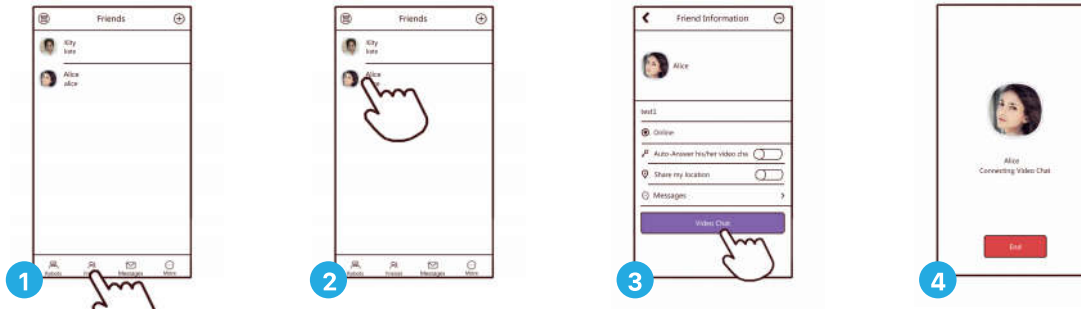 Friends
Kity
kate
Alice
alice
Robots
Messages
More
1
Friends
Kity
kate
Alice
Robots
Friends
Messages
More
2
Friend Information
Alice
test1
Online
Auto-Answer his/her video cha
Share my location
Messages
Video Chat
3
Alice
Connecting Video Chat
End
4